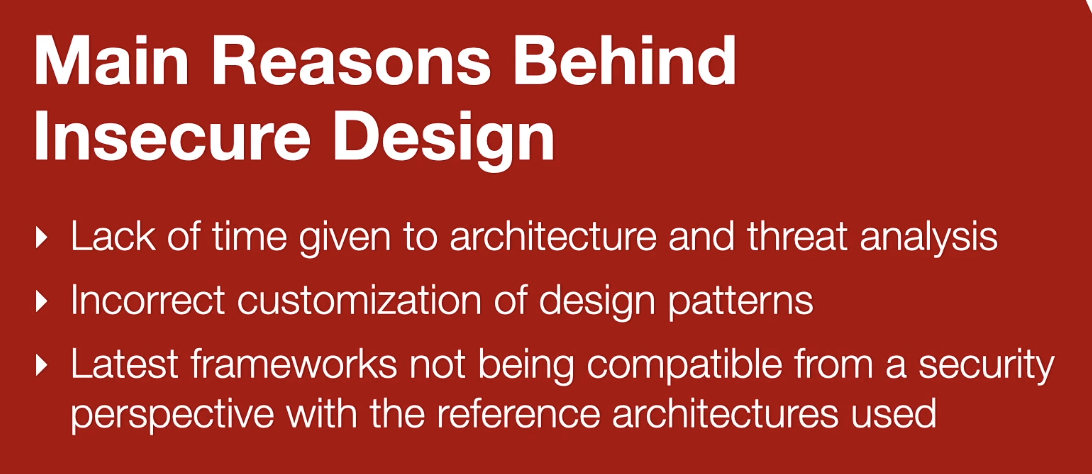 Main Reasons Behind
Insecure Design
Lack of time given to architecture and threat analysis
Incorrect customization of design patterns
Latest frameworks not being compatible from a security
perspective with the reference architectures used